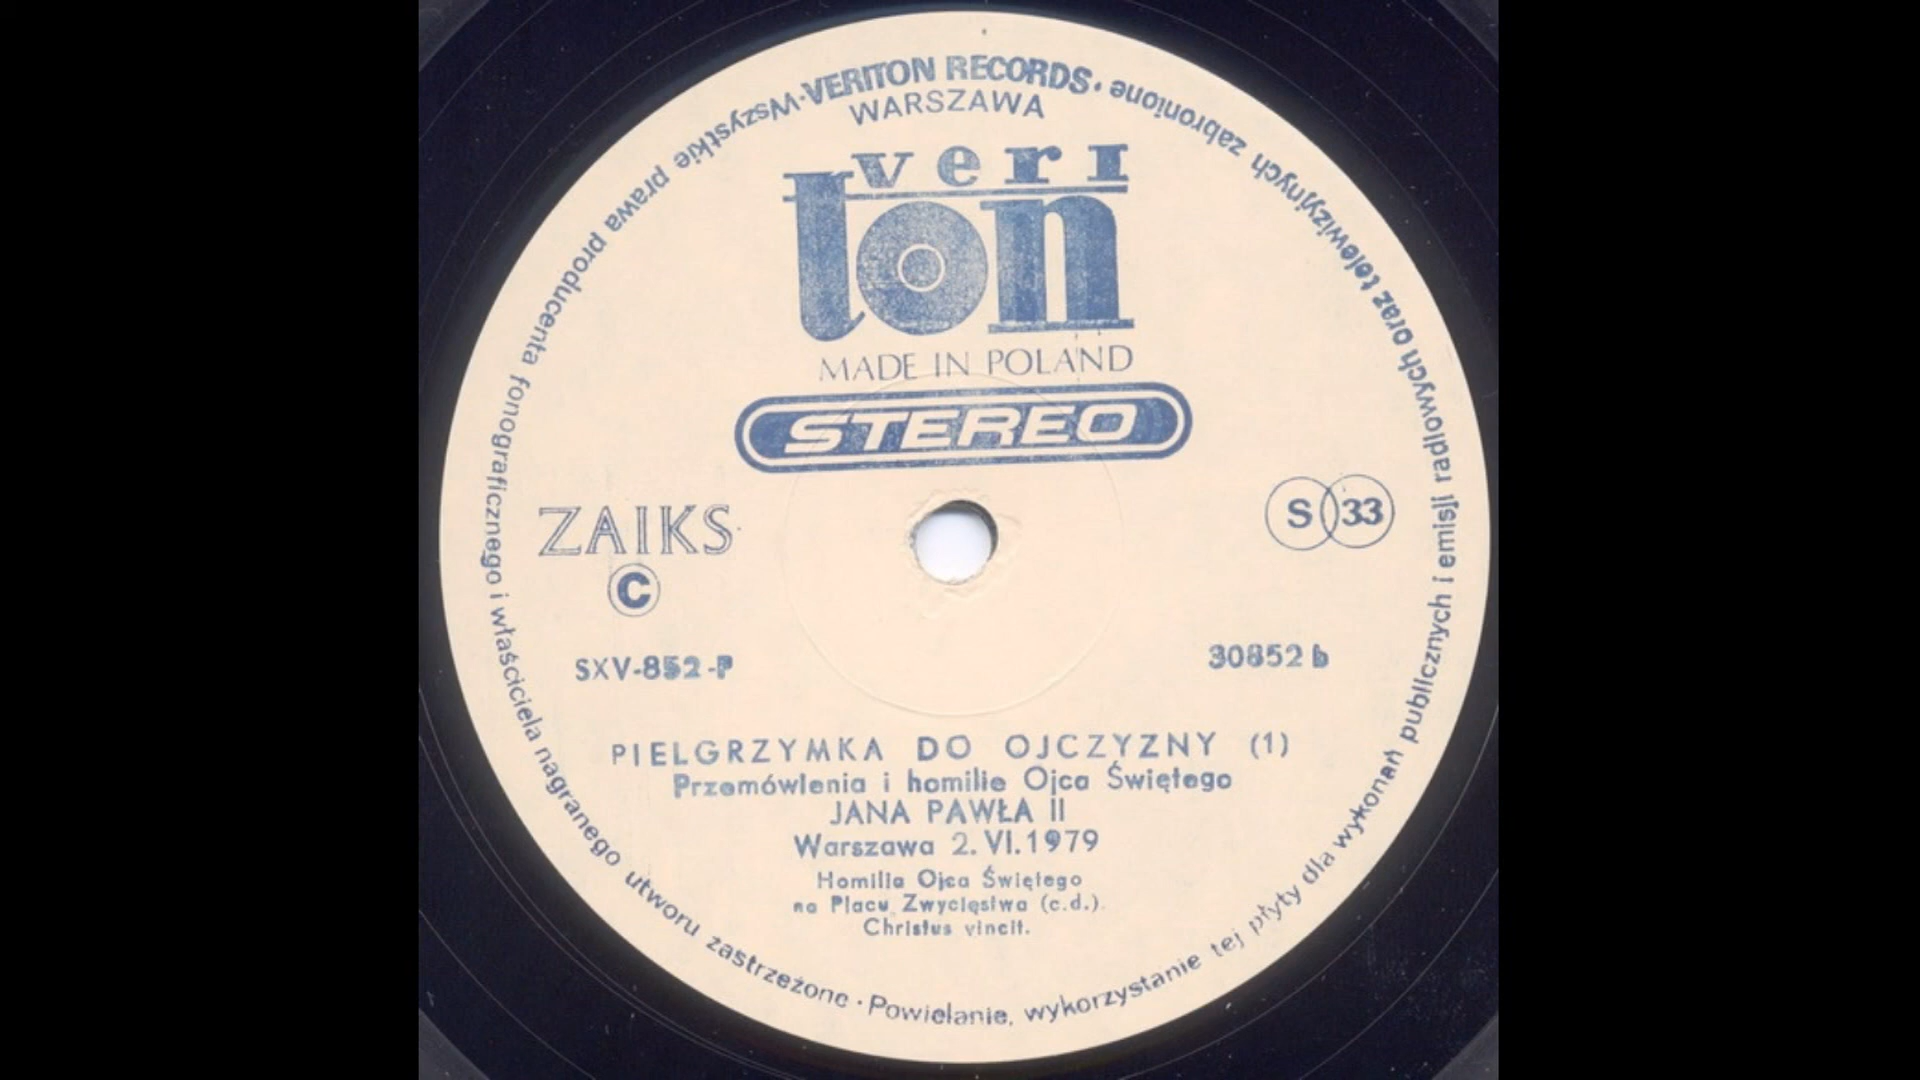 VERITON RECORDS · Wszystkie prawa producenta fonograficznego i właściciela nagranego utworu zastrzeżone · Powielanie, wykorzystanie tej płyty dla wykonań publicznych i emisji radiowych oraz telewizyjnych zabronione ·
WARSZAWA
veri
ton
MADE IN POLAND
STEREO
ZAIKS
C
S 33
SXV-852-P
30852 b
PIELGRZYMKA DO OJCZYZNY (1)
Przemówienia i homilie Ojca Świętego
JANA PAWŁA II
Warszawa 2. VI. 1979
Homilia Ojca Świętego
na Placu Zwycięstwa (c.d.).
Christus vincit.